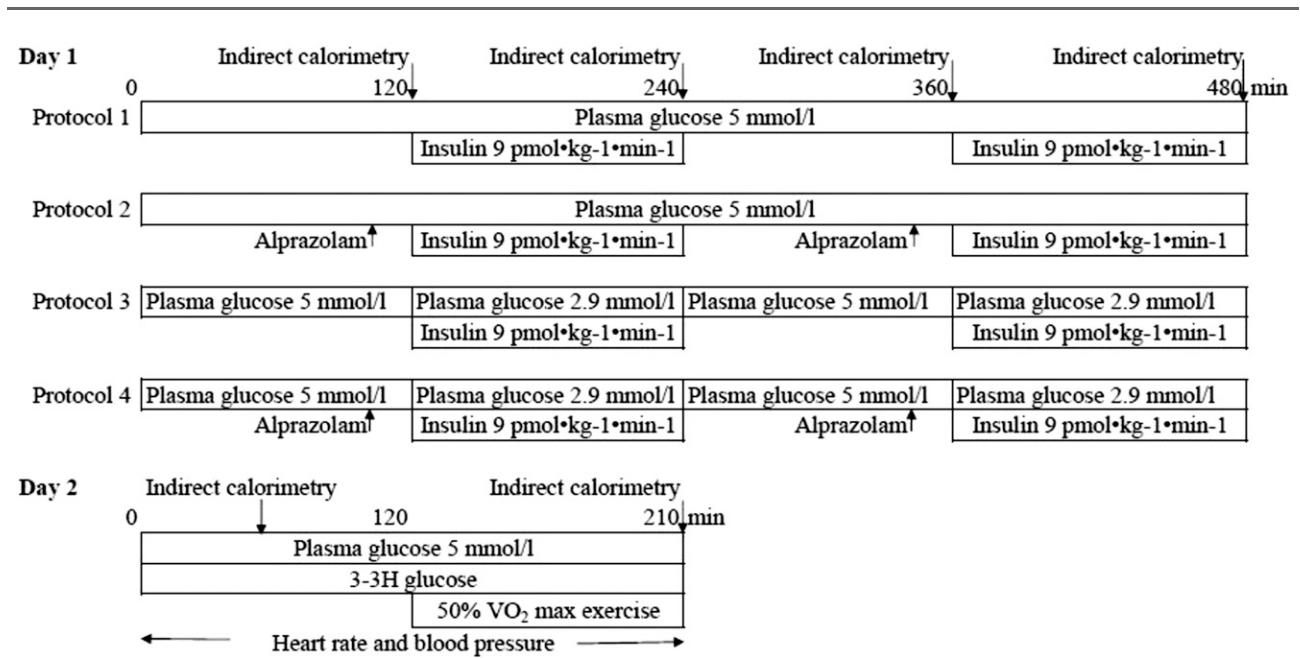 Day 1 Indirect calorimetry Indirect calorimetry Indirect calorimetry Indirect calorimetry
0 120 240 360 480 min
Protocol 1 Plasma glucose 5 mmol/l
Insulin 9 pmol•kg-1•min-1 Insulin 9 pmol•kg-1•min-1
Protocol 2 Plasma glucose 5 mmol/l
Alprazolam Insulin 9 pmol•kg-1•min-1 Alprazolam Insulin 9 pmol•kg-1•min-1
Protocol 3 Plasma glucose 5 mmol/l Plasma glucose 2.9 mmol/l Plasma glucose 5 mmol/l Plasma glucose 2.9 mmol/l
Insulin 9 pmol•kg-1•min-1 Insulin 9 pmol•kg-1•min-1
Protocol 4 Plasma glucose 5 mmol/l Plasma glucose 2.9 mmol/l Plasma glucose 5 mmol/l Plasma glucose 2.9 mmol/l
Alprazolam Insulin 9 pmol•kg-1•min-1 Alprazolam Insulin 9 pmol•kg-1•min-1
Day 2 Indirect calorimetry Indirect calorimetry
0 120 210 min
Plasma glucose 5 mmol/l
3-3H glucose
50% VO₂ max exercise
Heart rate and blood pressure